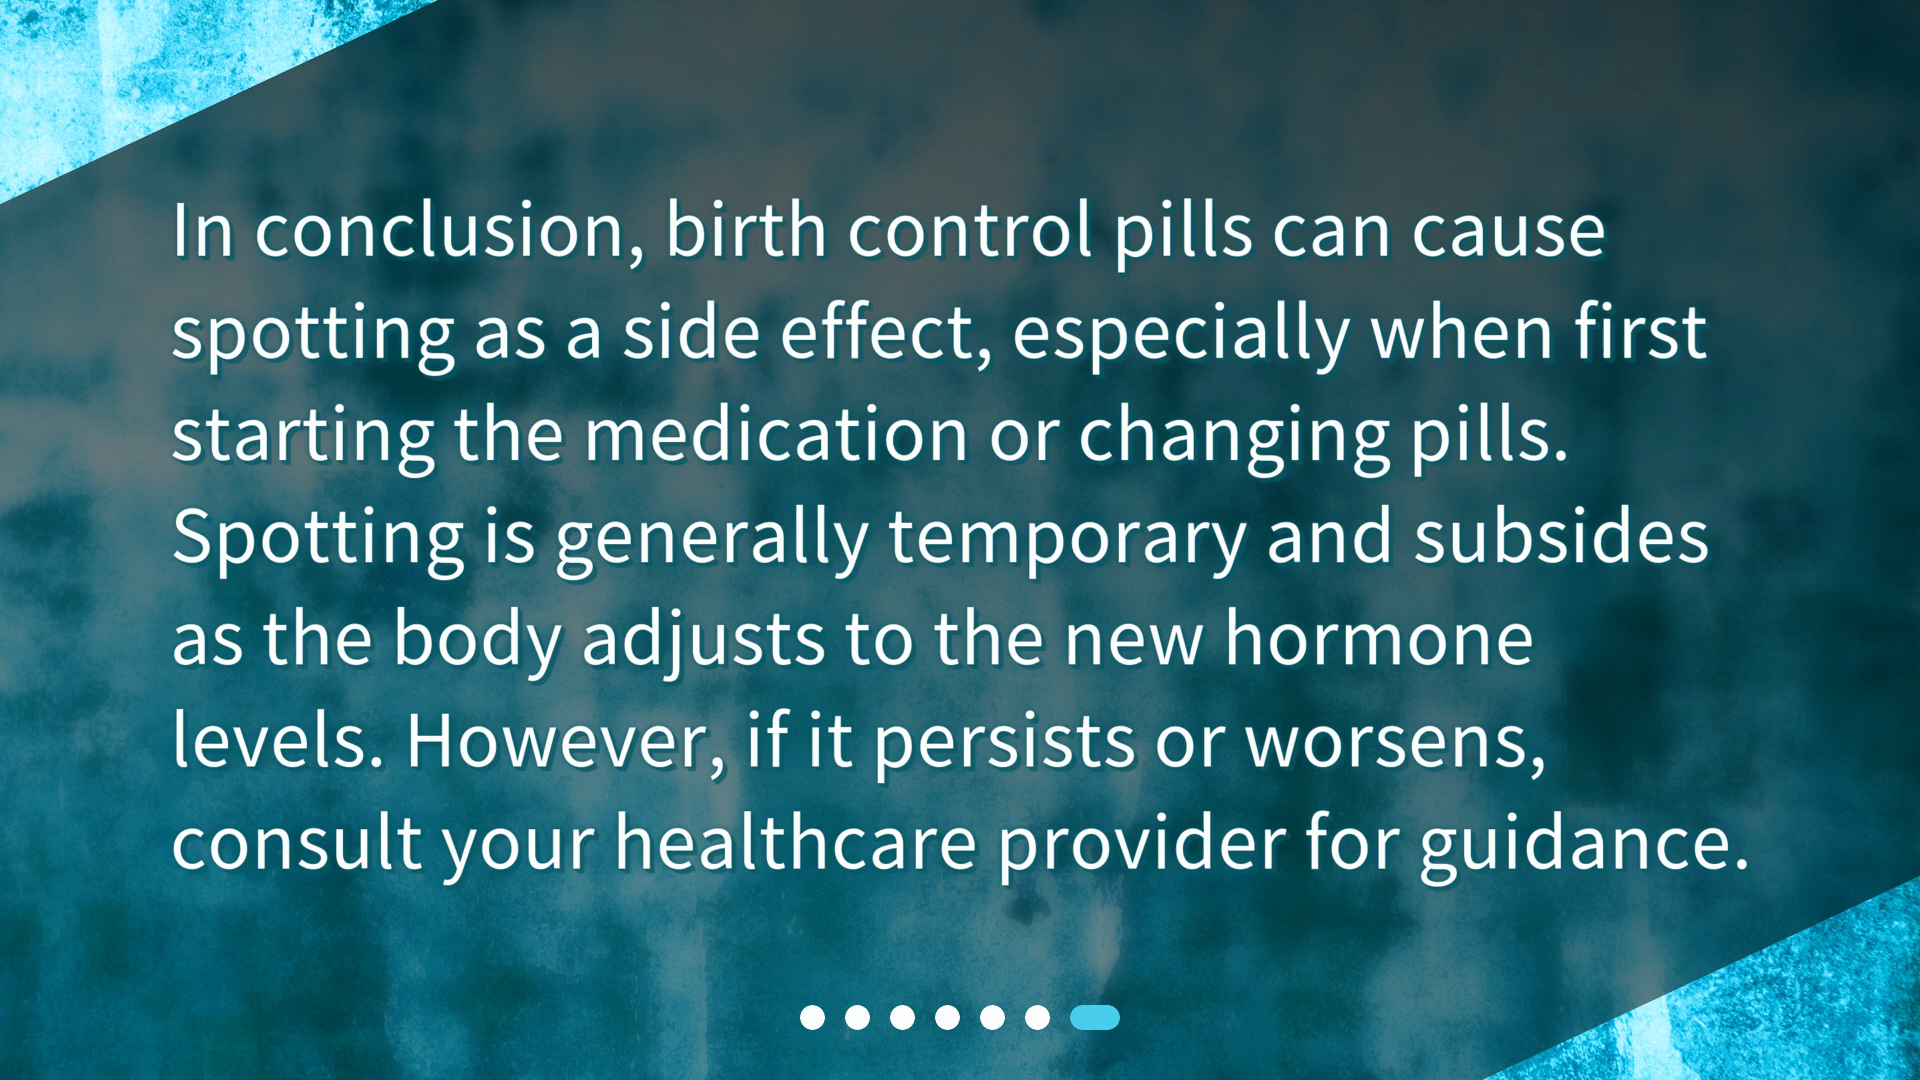 In conclusion, birth control pills can cause
spotting as a side effect, especially when first
starting the medication or changing pills.
Spotting is generally temporary and subsides
as the body adjusts to the new hormone
levels. However, if it persists or worsens,
consult your healthcare provider for guidance.